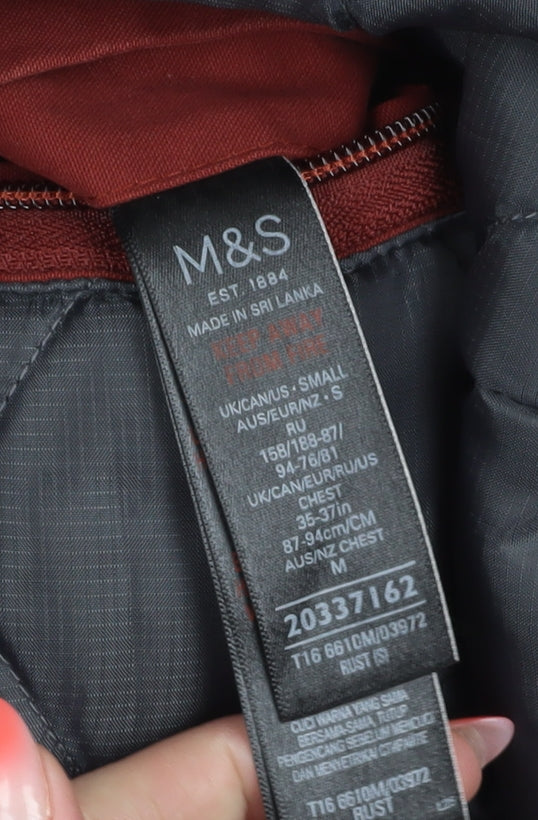 M&S
EST. 1884
MADE IN SRI LANKA
KEEP AWAY
FROM FIRE
UK/CAN/US • SMALL
AUS/EUR/NZ • S
RU
158/188-87/
94-76/81
UK/CAN/EUR/RU/US
CHEST
35-37in
87-94cm/CM
AUS/NZ CHEST
M
20337162
T16 6610M/03972
RUST (S)
CUCI WARNA YANG SAMA
BERSAMA-SAMA TUTUP
PENGENCANG SEBELUM MENCUCI
DAN MENYETRIKA
T16 6610M/03972
RUST